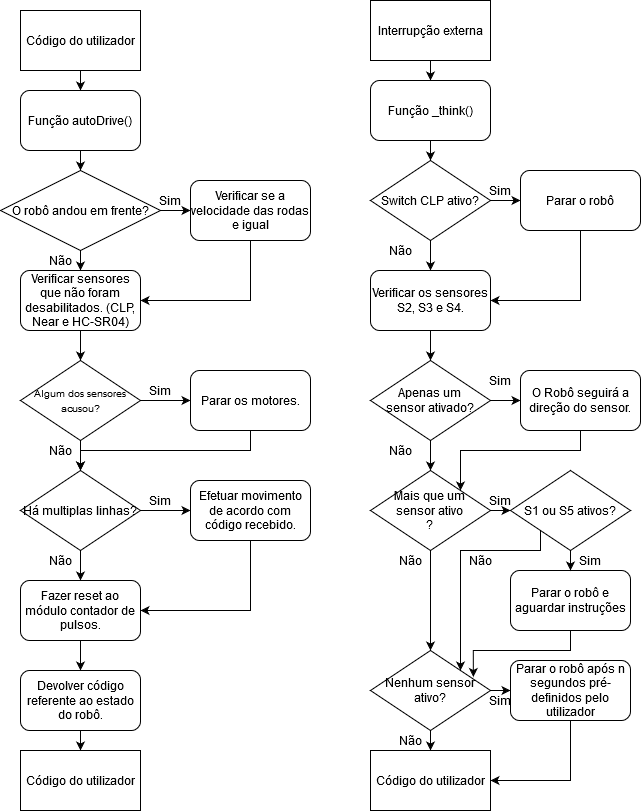 Código do utilizador
Função autoDrive()
O robô andou em frente?
Sim
Verificar se a
velocidade das rodas
e igual
Não
Verificar sensores
que não foram
desabilitados. (CLP,
Near e HC-SR04)
Algum dos sensores
acusou?
Sim
Parar os motores.
Não
Há multiplas linhas?
Sim
Efetuar movimento
de acordo com
código recebido.
Não
Fazer reset ao
módulo contador de
pulsos.
Devolver código
referente ao estado
do robô.
Código do utilizador
Interrupção externa
Função _think()
Switch CLP ativo?
Sim
Parar o robô
Não
Verificar os sensores
S2, S3 e S4.
Apenas um
sensor ativado?
Sim
O Robô seguirá a
direção do sensor.
Não
Mais que um
sensor ativo
?
Sim
S1 ou S5 ativos?
Não
Não
Sim
Parar o robô e
aguardar instruções
Nenhum sensor
ativo?
Sim
Parar o robô após n
segundos pré-
definidos pelo
utilizador
Não
Código do utilizador